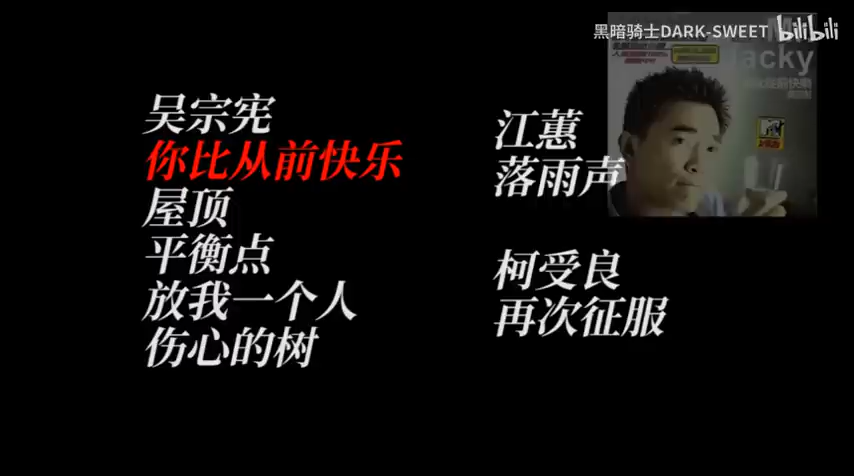 黑暗骑士DARK-SWEET bilibili
吴宗宪
你比从前快乐
屋顶
平衡点
放我一个人
伤心的树
江蕙
落雨声
柯受良
再次征服
Jacky